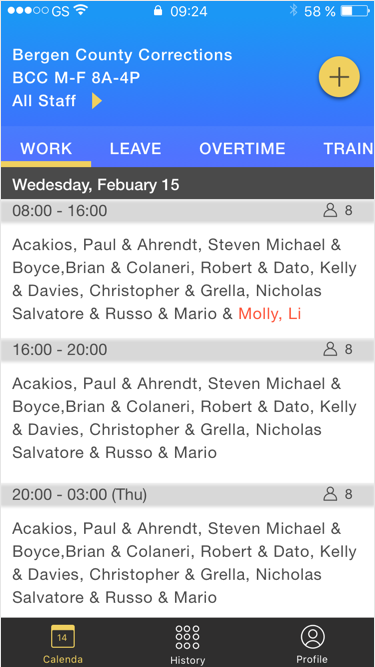 GS 09:24 58 %
Bergen County Corrections
BCC M-F 8A-4P
All Staff
WORK LEAVE OVERTIME TRAIN
Wedesday, Febuary 15
08:00 - 16:00 8
Acakios, Paul & Ahrendt, Steven Michael &
Boyce,Brian & Colaneri, Robert & Dato, Kelly
& Davies, Christopher & Grella, Nicholas
Salvatore & Russo & Mario & Molly, Li
16:00 - 20:00 8
Acakios, Paul & Ahrendt, Steven Michael &
Boyce,Brian & Colaneri, Robert & Dato, Kelly
& Davies, Christopher & Grella, Nicholas
Salvatore & Russo & Mario
20:00 - 03:00 (Thu) 8
Acakios, Paul & Ahrendt, Steven Michael &
Boyce,Brian & Colaneri, Robert & Dato, Kelly
& Davies, Christopher & Grella, Nicholas
Salvatore & Russo & Mario
14
Calenda History Profile